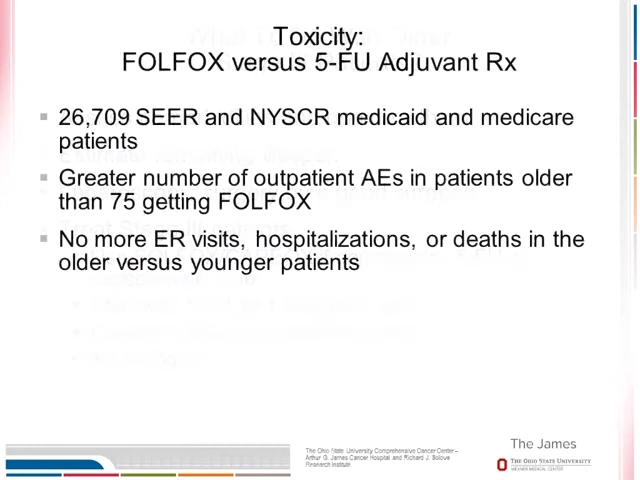 Toxicity:
FOLFOX versus 5-FU Adjuvant Rx
26,709 SEER and NYSCR medicaid and medicare
patients
Greater number of outpatient AEs in patients older
than 75 getting FOLFOX
No more ER visits, hospitalizations, or deaths in the
older versus younger patients
The Ohio State University Comprehensive Cancer Center –
Arthur G. James Cancer Hospital and Richard J. Solove
Research Institute
The James
THE OHIO STATE UNIVERSITY
WEXNER MEDICAL CENTER